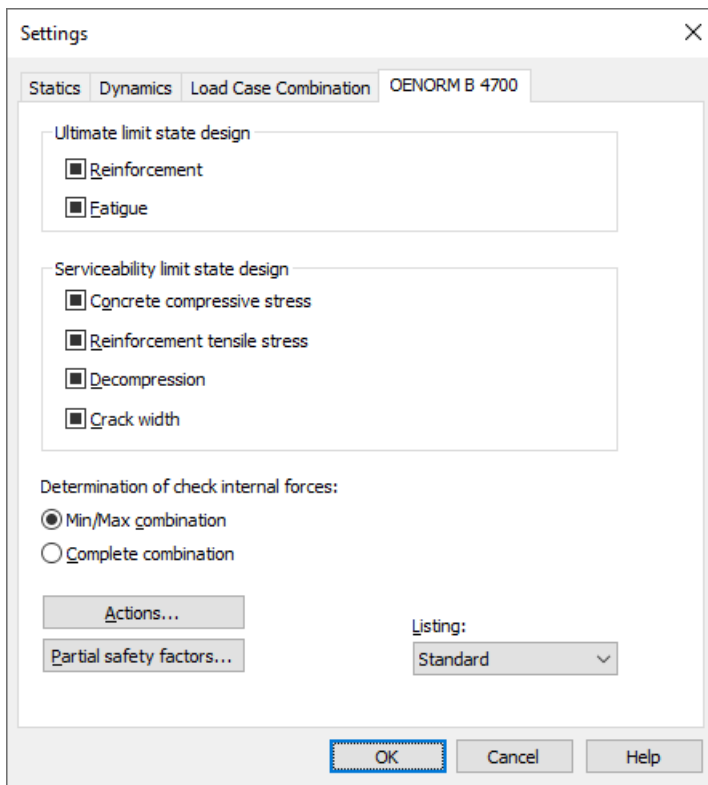 Settings
Statics Dynamics Load Case Combination OENORM B 4700
Ultimate limit state design
Reinforcement
Fatigue
Serviceability limit state design
Concrete compressive stress
Reinforcement tensile stress
Decompression
Crack width
Determination of check internal forces:
Min/Max combination
Complete combination
Actions...
Listing:
Partial safety factors...
Standard
OK Cancel Help